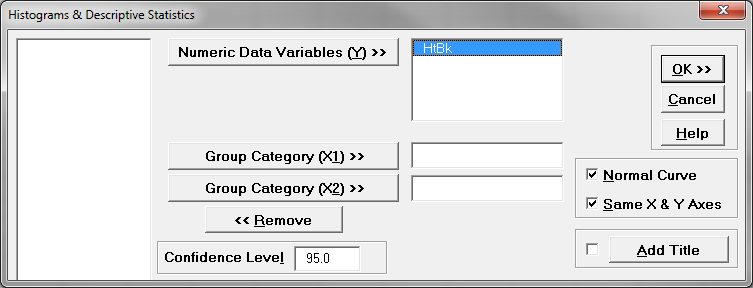 Histograms & Descriptive Statistics
Numeric Data Variables (Y) >>
HtBk
OK >>
Cancel
Help
Group Category (X1) >>
Group Category (X2) >>
<< Remove
Normal Curve
Same X & Y Axes
Confidence Level
95.0
Add Title